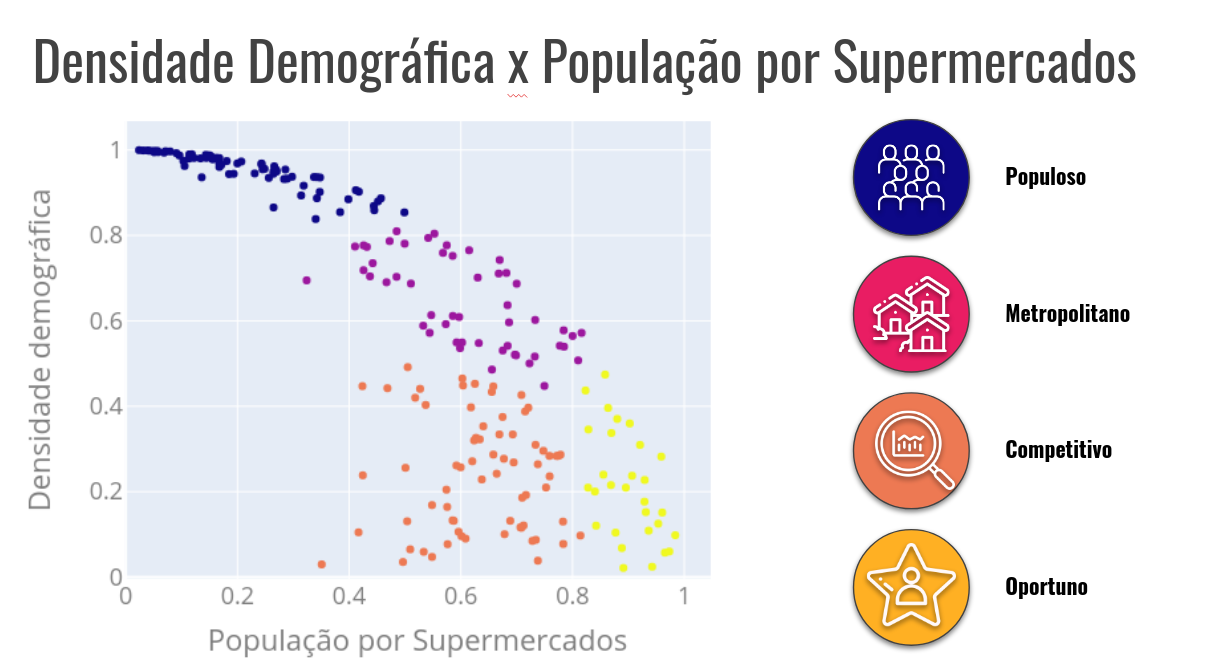 Densidade Demográfica x População por Supermercados
Densidade demográfica
1
0.8
0.6
0.4
0.2
0
0 0.2 0.4 0.6 0.8 1
População por Supermercados
Populoso
Metropolitano
Competitivo
Oportuno